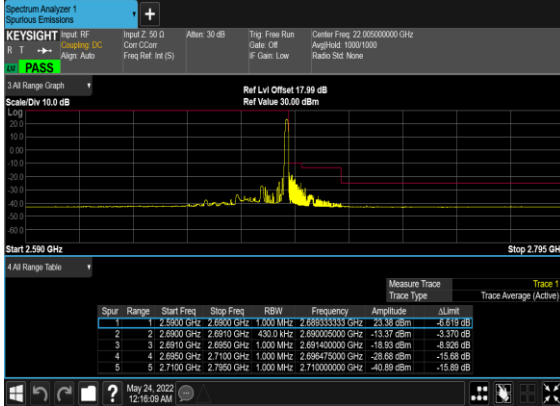 Spectrum Analyzer 1
Spurious Emissions
+
KEYSIGHT Input: RF Input Z: 50 Ω Atten: 30 dB Trig: Free Run Center Freq: 22.005000000 GHz
R T Coupling: DC Corr CCorr Gate: Off Avg|Hold: 1000/1000
Align: Auto Freq Ref: Int (S) IF Gain: Low Radio Std: None
LXI PASS
3 All Range Graph
Ref Lvl Offset 17.99 dB
Scale/Div 10.0 dB Ref Value 30.00 dBm
Log
20.0
10.0
0.00
-10.0
-20.0
-30.0
-40.0
-50.0
-60.0
Start 2.590 GHz Stop 2.795 GH
4 All Range Table
Measure Trace Trace 1
Trace Type Trace Average (Active)
Spur Range Start Freq Stop Freq RBW Frequency Amplitude ΔLimit
1 1 2.5900 GHz 2.6900 GHz 1.000 MHz 2.689333333 GHz 23.38 dBm -6.619 dB
2 2 2.6900 GHz 2.6910 GHz 430.0 kHz 2.690005000 GHz -13.37 dBm -3.370 dB
3 3 2.6910 GHz 2.6950 GHz 1.000 MHz 2.691400000 GHz -18.93 dBm -8.926 dB
4 4 2.6950 GHz 2.7100 GHz 1.000 MHz 2.696475000 GHz -28.68 dBm -15.68 dB
5 5 2.7100 GHz 2.7950 GHz 1.000 MHz 2.710000000 GHz -40.89 dBm -15.89 dB
? May 24, 2022
12:16:09 AM